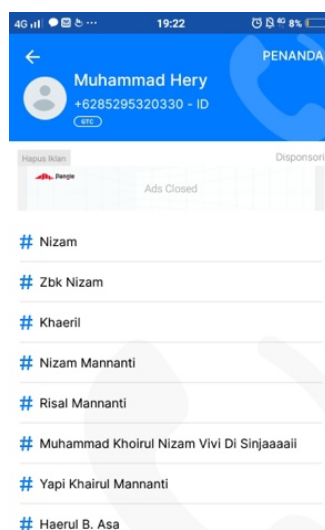 4G 19:22 4G 8%
PENANDA
Muhammad Hery
+6285295320330 - ID
GTC
Hapus Iklan Disponsori
Pangle
Ads Closed
# Nizam
# Zbk Nizam
# Khaeril
# Nizam Mannanti
# Risal Mannanti
# Muhammad Khoirul Nizam Vivi Di Sinjaaaaii
# Yapi Khairul Mannanti
# Haerul B. Asa